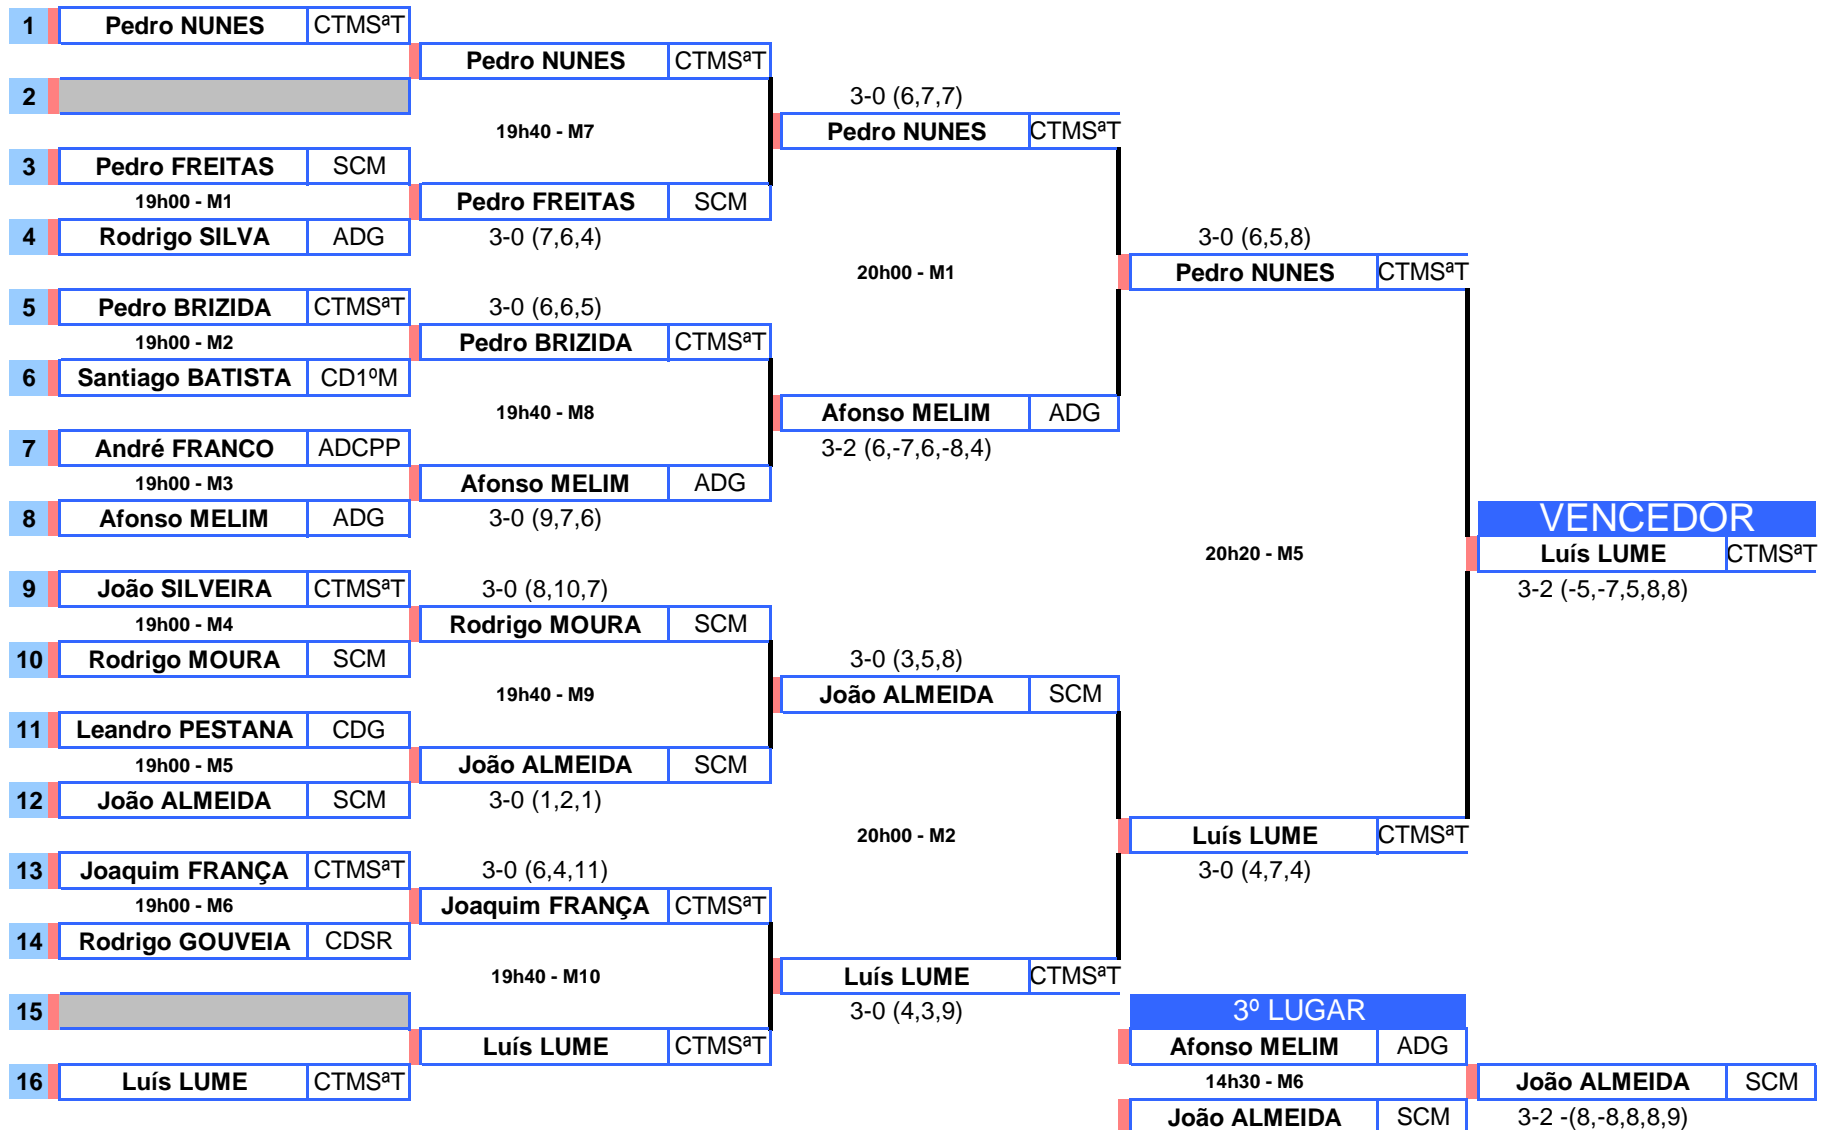 1 Pedro NUNES CTMSªT
Pedro NUNES CTMSªT
2
3-0 (6,7,7)
19h40 - M7
Pedro NUNES CTMSªT
3 Pedro FREITAS SCM
19h00 - M1
Pedro FREITAS SCM
4 Rodrigo SILVA ADG
3-0 (7,6,4)
3-0 (6,5,8)
20h00 - M1
Pedro NUNES CTMSªT
5 Pedro BRIZIDA CTMSªT
3-0 (6,6,5)
19h00 - M2
Pedro BRIZIDA CTMSªT
6 Santiago BATISTA CD1ºM
19h40 - M8
Afonso MELIM ADG
7 André FRANCO ADCPP
3-2 (6,-7,6,-8,4)
19h00 - M3
Afonso MELIM ADG
8 Afonso MELIM ADG
3-0 (9,7,6)
VENCEDOR
20h20 - M5
Luís LUME CTMSªT
9 João SILVEIRA CTMSªT
3-0 (8,10,7)
3-2 (-5,-7,5,8,8)
19h00 - M4
Rodrigo MOURA SCM
10 Rodrigo MOURA SCM
3-0 (3,5,8)
19h40 - M9
João ALMEIDA SCM
11 Leandro PESTANA CDG
19h00 - M5
João ALMEIDA SCM
12 João ALMEIDA SCM
3-0 (1,2,1)
20h00 - M2
Luís LUME CTMSªT
13 Joaquim FRANÇA CTMSªT
3-0 (6,4,11)
3-0 (4,7,4)
19h00 - M6
Joaquim FRANÇA CTMSªT
14 Rodrigo GOUVEIA CDSR
19h40 - M10
Luís LUME CTMSªT
15
3-0 (4,3,9)
3º LUGAR
Luís LUME CTMSªT
Afonso MELIM ADG
16 Luís LUME CTMSªT
14h30 - M6
João ALMEIDA SCM
João ALMEIDA SCM
3-2 -(8,-8,8,8,9)